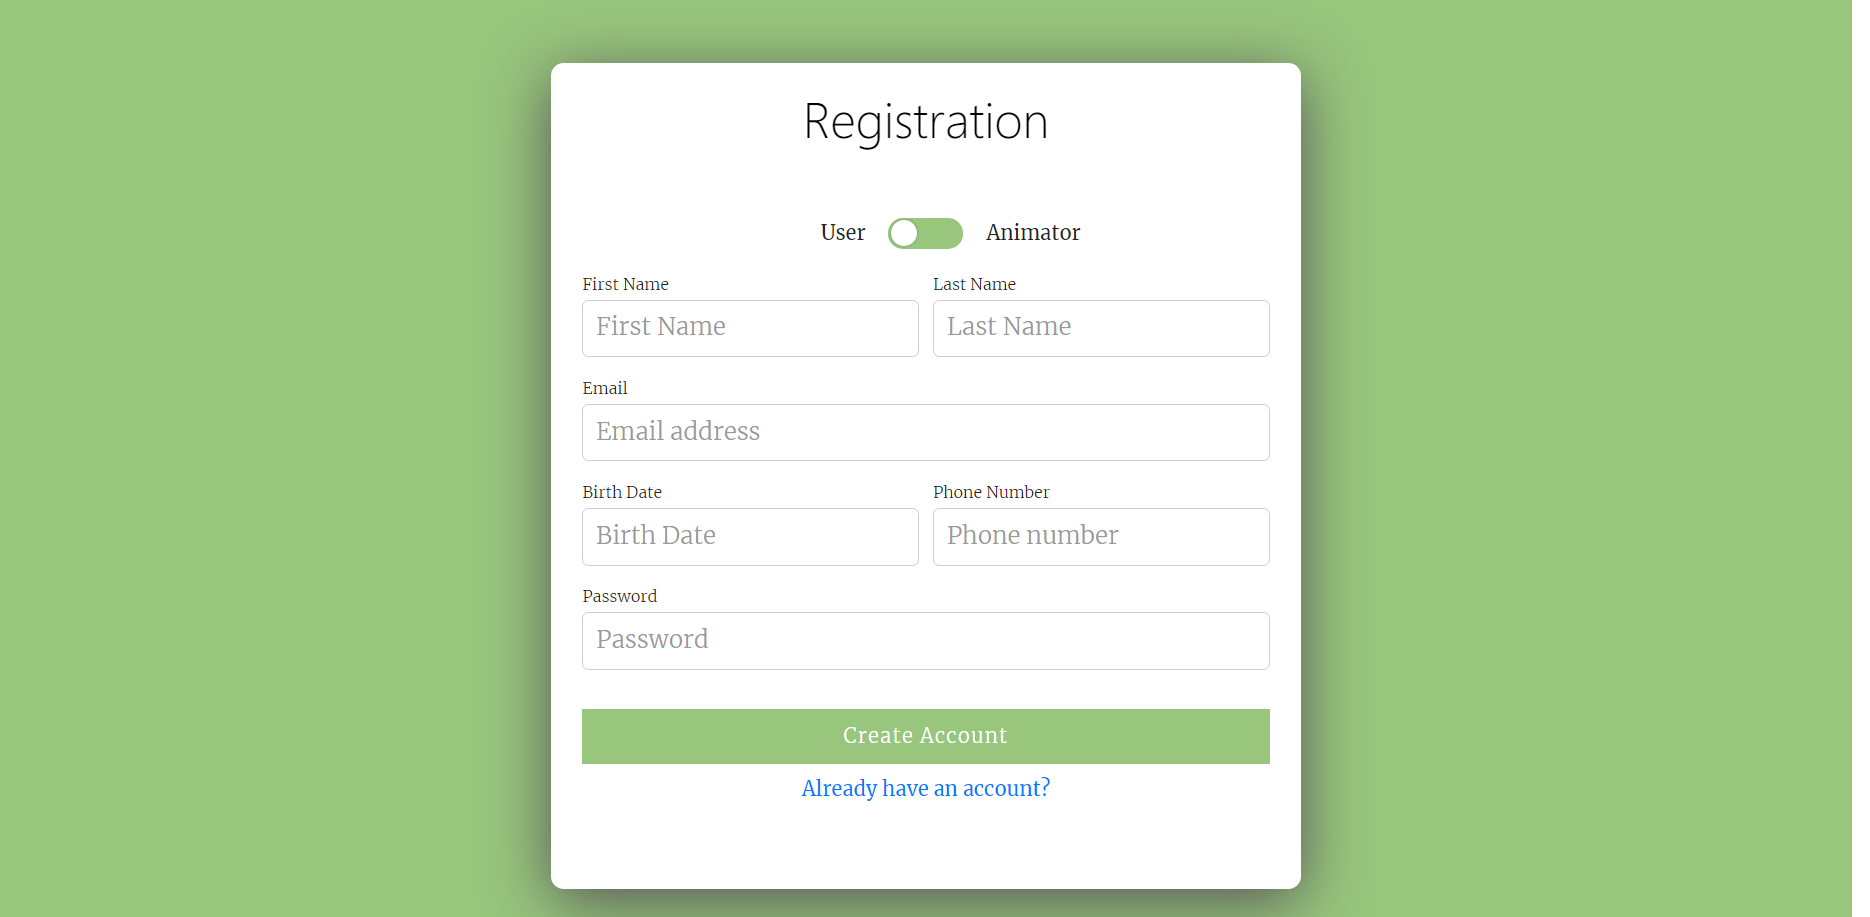 Registration
User Animator
First Name Last Name
First Name Last Name
Email
Email address
Birth Date Phone Number
Birth Date Phone number
Password
Password
Create Account
Already have an account?